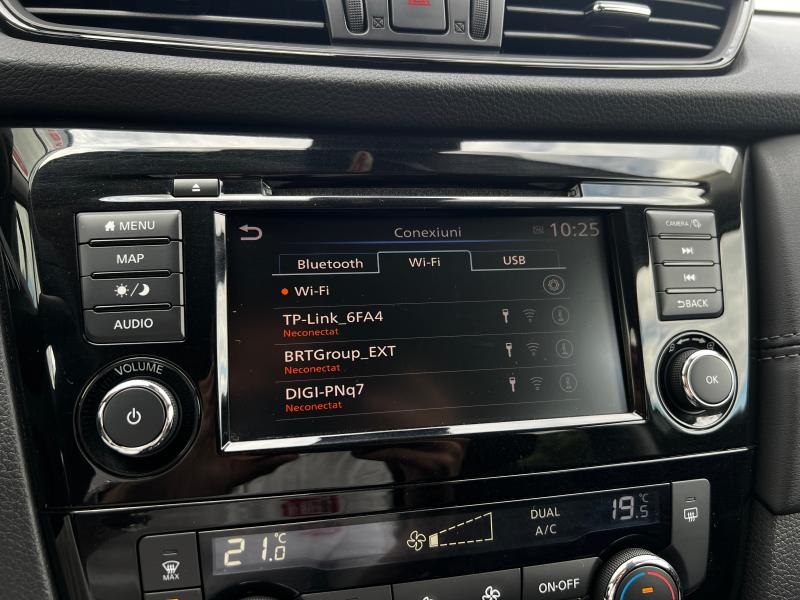 MENU
MAP
AUDIO
VOLUME
Conexiuni
10:25
Bluetooth
Wi-Fi
USB
Wi-Fi
TP-Link_6FA4
Neconectat
BRTGroup_EXT
Neconectat
DIGI-PNq7
Neconectat
CAMERA/
BACK
OK
MAX
21.0°C
DUAL
A/C
19.5°C
ON·OFF